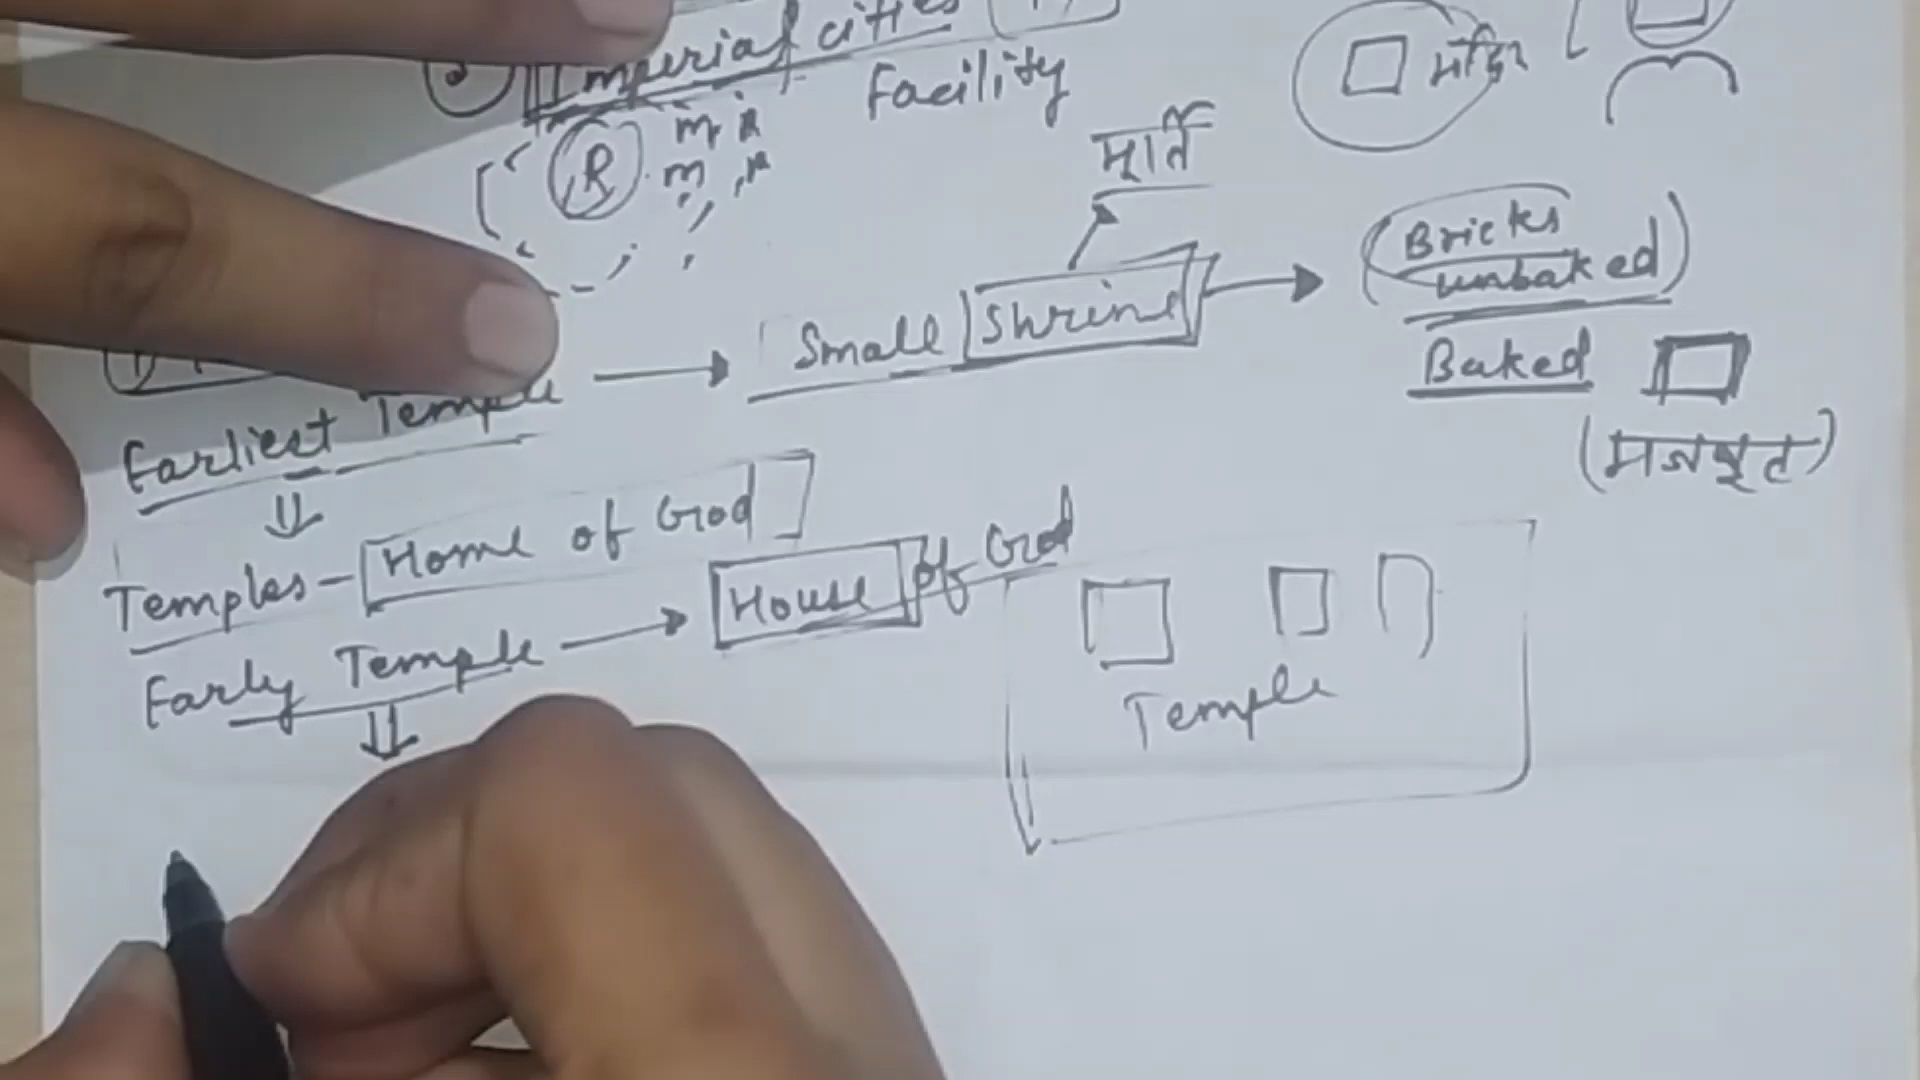 Imperial cities
Facility
मंदिर
R
m
m
मूर्ति
Bricks
unbaked
Small Shrine
Baked
Earliest Temple
(मजबूत)
Temples - Home of God
House of God
Early Temple
Temple